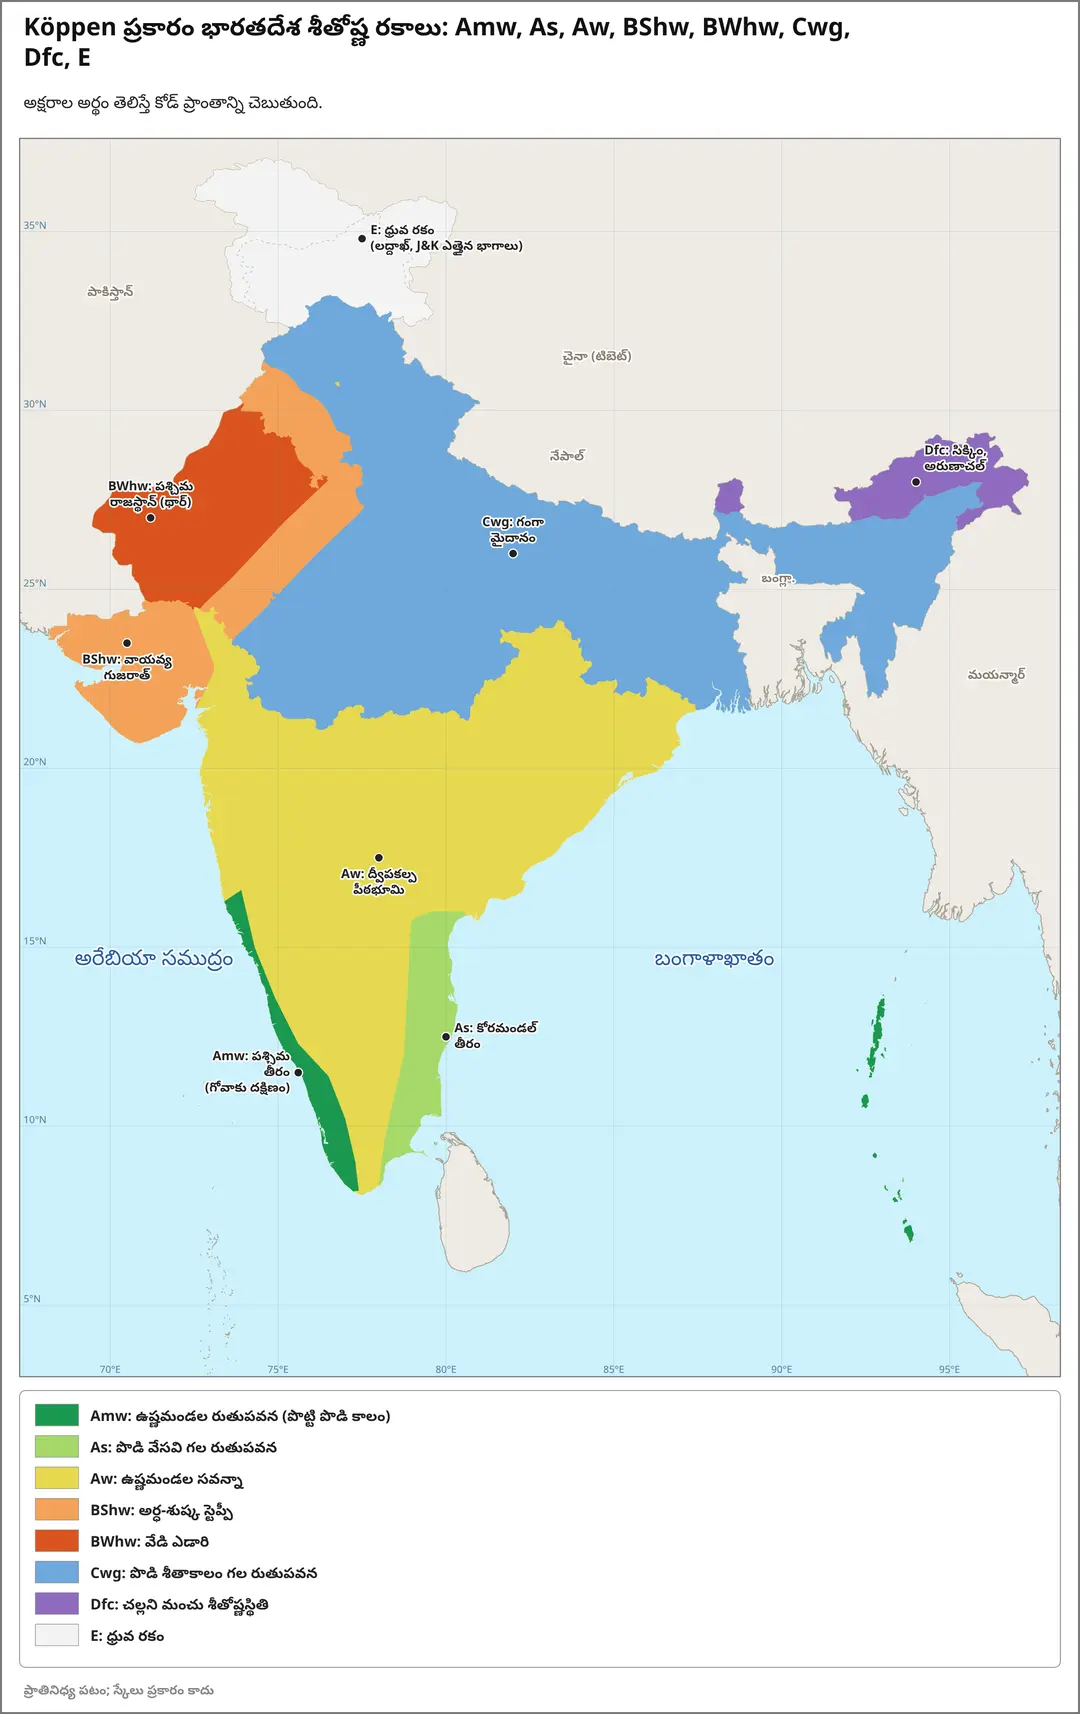 Köppen ప్రకారం భారతదేశ శీతోష్ణ రకాలు: Amw, As, Aw, BShw, BWhw, Cwg,
Dfc, E
అక్షరాల అర్థం తెలిస్తే కోడ్ ప్రాంతాన్ని చెబుతుంది.
35°N
E: ధ్రువ రకం
(లద్దాఖ్, J&K ఎత్తైన భాగాలు)
పాకిస్తాన్
చైనా (టిబెట్)
30°N
నేపాల్
Dfc: సిక్కిం,
అరుణాచల్
BWhw: పశ్చిమ
రాజస్థాన్ (థార్)
Cwg: గంగా
మైదానం
25°N
బంగ్లా.
BShw: వాయవ్య
గుజరాత్
మయన్మార్
20°N
Aw: ద్వీపకల్ప
పీఠభూమి
15°N
అరేబియా సముద్రం
బంగాళాఖాతం
As: కోరమండల్
తీరం
Amw: పశ్చిమ
తీరం
(గోవాకు దక్షిణం)
10°N
5°N
70°E
75°E
80°E
85°E
90°E
95°E
Amw: ఉష్ణమండల రుతుపవన (పొట్టి పొడి కాలం)
As: పొడి వేసవి గల రుతుపవన
Aw: ఉష్ణమండల సవన్నా
BShw: అర్ధ-శుష్క స్టెప్పీ
BWhw: వేడి ఎడారి
Cwg: పొడి శీతాకాలం గల రుతుపవన
Dfc: చల్లని మంచు శీతోష్ణస్థితి
E: ధ్రువ రకం
ప్రాతినిధ్య పటం; స్కేలు ప్రకారం కాదు